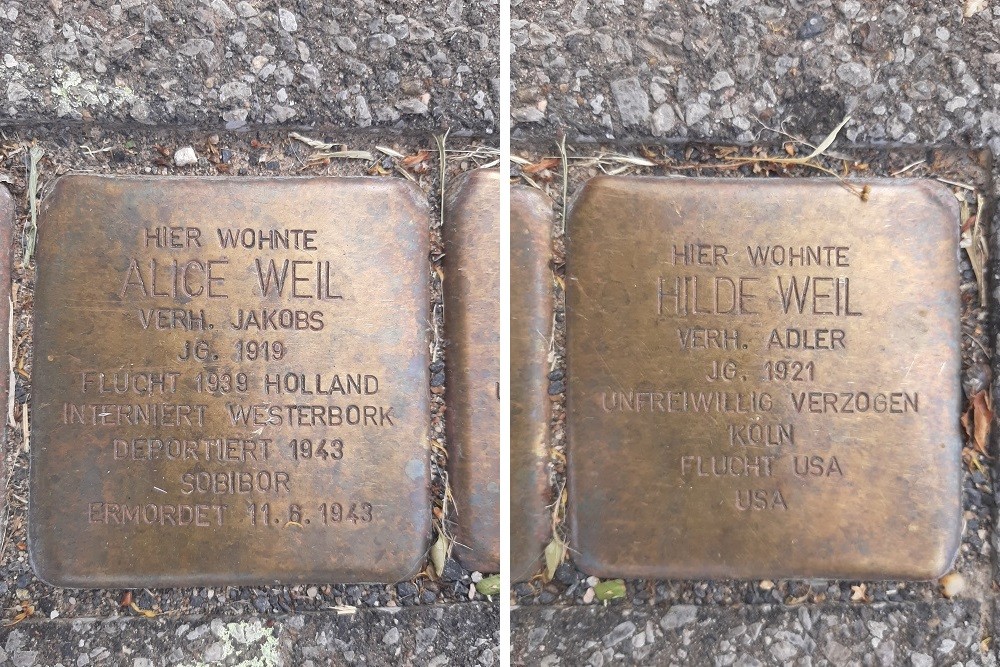 HIER WOHNTE
ALICE WEIL
VERH. JAKOBS
JG. 1919
FLUCHT 1939 HOLLAND
INTERNIERT WESTERBORK
DEPORTIERT 1943
SOBIBOR
ERMORDET 11.6.1943
HIER WOHNTE
HILDE WEIL
VERH. ADLER
JG. 1921
UNFREIWILLIG VERZOGEN
KÖLN
FLUCHT USA
USA